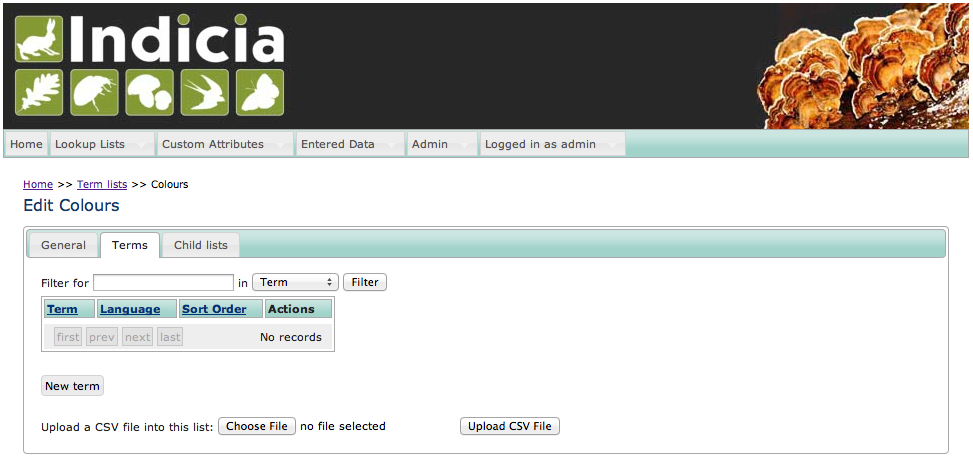 Indicia
Home Lookup Lists Custom Attributes Entered Data Admin Logged in as admin
Home >> Term lists >> Colours
Edit Colours
General Terms Child lists
Filter for in Term Filter
Term Language Sort Order Actions
first prev next last No records
New term
Upload a CSV file into this list: Choose File no file selected Upload CSV File